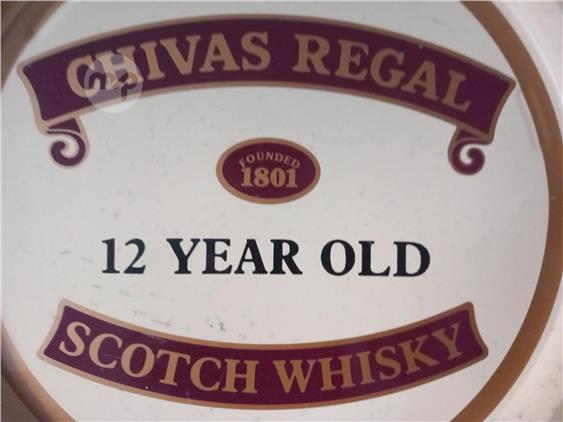 CHIVAS REGAL
FOUNDED
1801
12 YEAR OLD
SCOTCH WHISKY